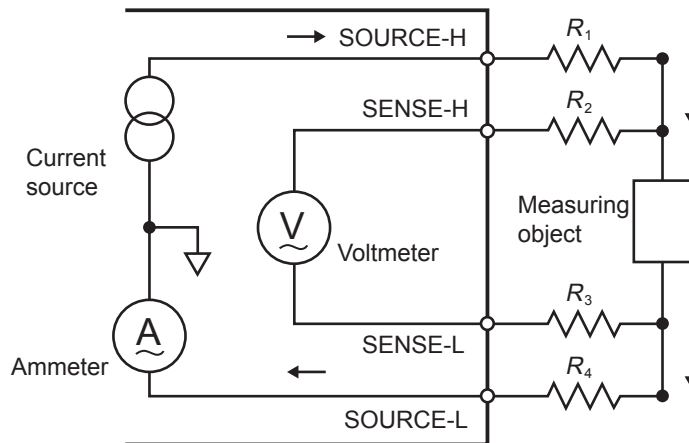 SOURCE-H
R1
SENSE-H
R2
Current
source
V
Voltmeter
Measuring
object
A
Ammeter
R3
SENSE-L
R4
SOURCE-L